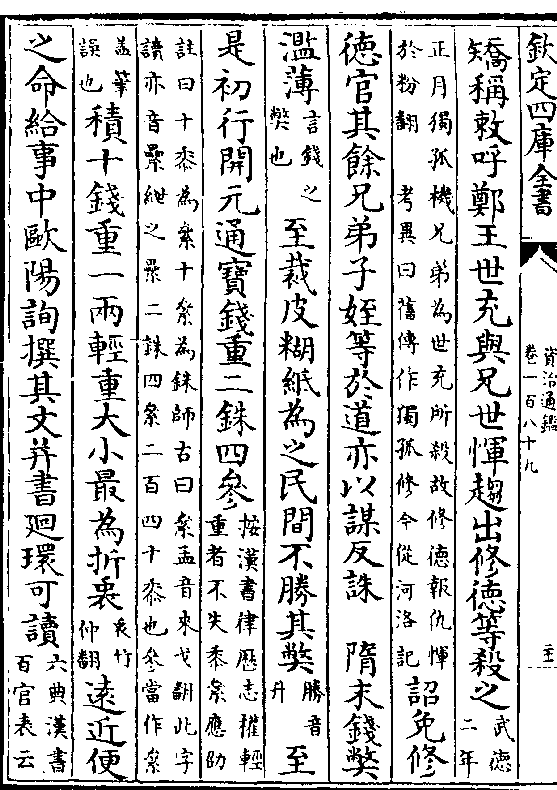 欽定四庫全書
資治通鑑
卷一百八十九
矯稱敕呼鄭王世充與兄世惲趨出修徳等殺之武德二年
正月獨孤機兄弟為世充所殺故修德報仇惲於粉翻 考異曰舊傳作獨孤修今從河洛記詔免修
徳官其餘兄弟子姪等於道亦以謀反誅 隋末錢獘
濫薄言錢之獘也至裁皮糊紙為之民間不勝其獘勝音升至
是初行開元通寶錢重二銖四參按漢書律歷志權輕重者不失黍絫應劭
註曰十黍為絫十絫為銖師古曰絫孟音來戈翻此字讀亦音纍紲之纍二銖四絫二百四十黍也參當作絫
盖筆誤也積十錢重一兩輕重大小最為折衷衷竹仲翻遠近便
之命給事中歐陽詢撰其文并書廻環可讀六典漢書百官表云